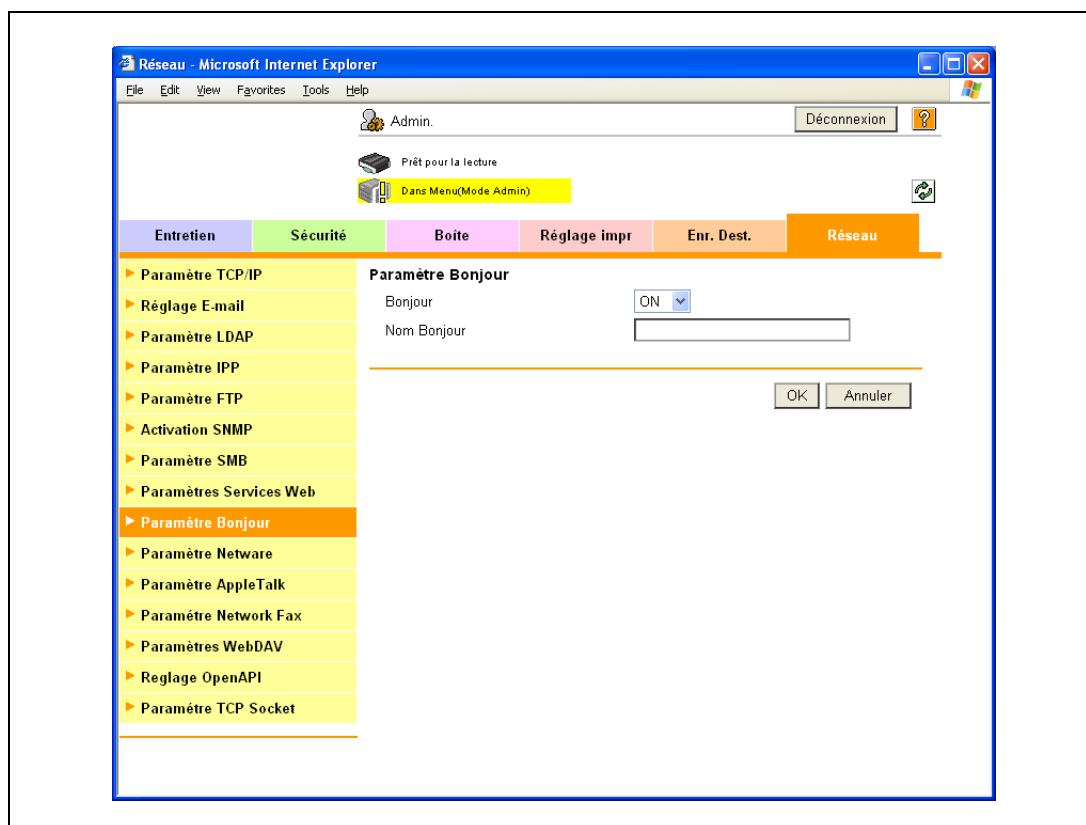 Réseau - Microsoft Internet Explorer
File Edit View Favorites Tools Help
Admin.
Déconnexion
?
Prêt pour la lecture
Dans Menu(Mode Admin)
Entretien Sécurité Boîte Réglage impr Enr. Dest. Réseau
Paramètre TCP/IP
Réglage E-mail
Paramètre LDAP
Paramètre IPP
Paramètre FTP
Activation SNMP
Paramètre SMB
Paramètres Services Web
Paramètre Bonjour
Paramètre Netware
Paramètre AppleTalk
Paramétre Network Fax
Paramètres WebDAV
Reglage OpenAPI
Paramétre TCP Socket
Paramètre Bonjour
Bonjour ON
Nom Bonjour
OK Annuler